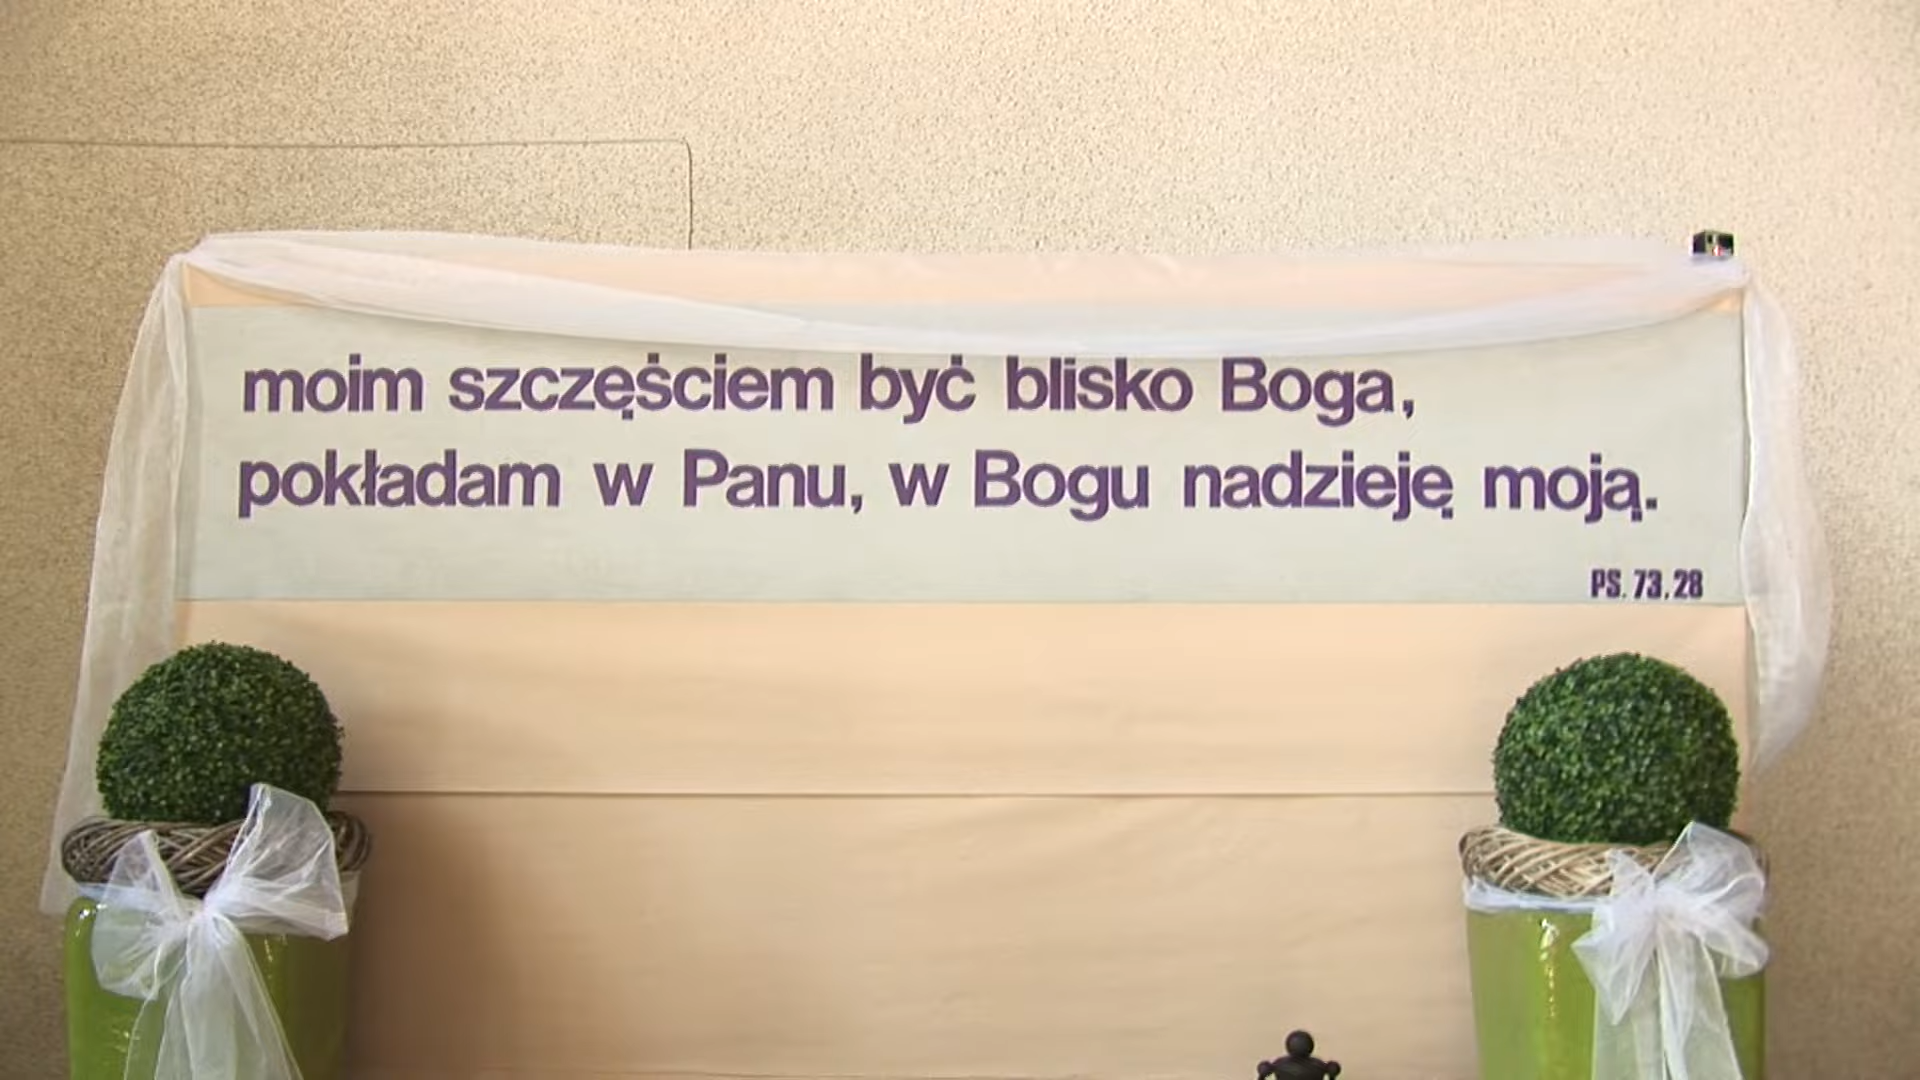 moim szczęściem być blisko Boga,
pokładam w Panu, w Bogu nadzieję moją.
PS. 73,28